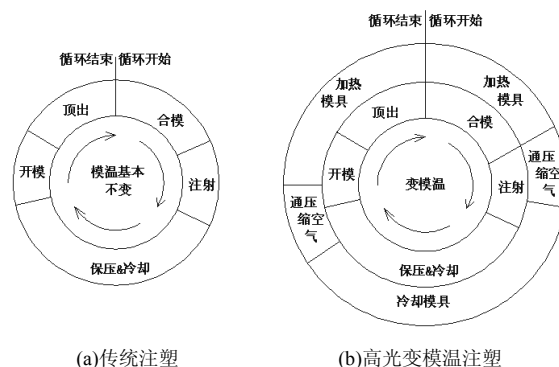 循环结束 循环开始
顶出
合模
开模
模温基本
不变
注射
保压&冷却
(a)传统注塑
循环结束 循环开始
加热
模具
加热
模具
顶出
合模
开模
变模温
注射
通压
缩空
气
通压
缩空
气
保压&冷却
冷却模具
(b)高光变模温注塑